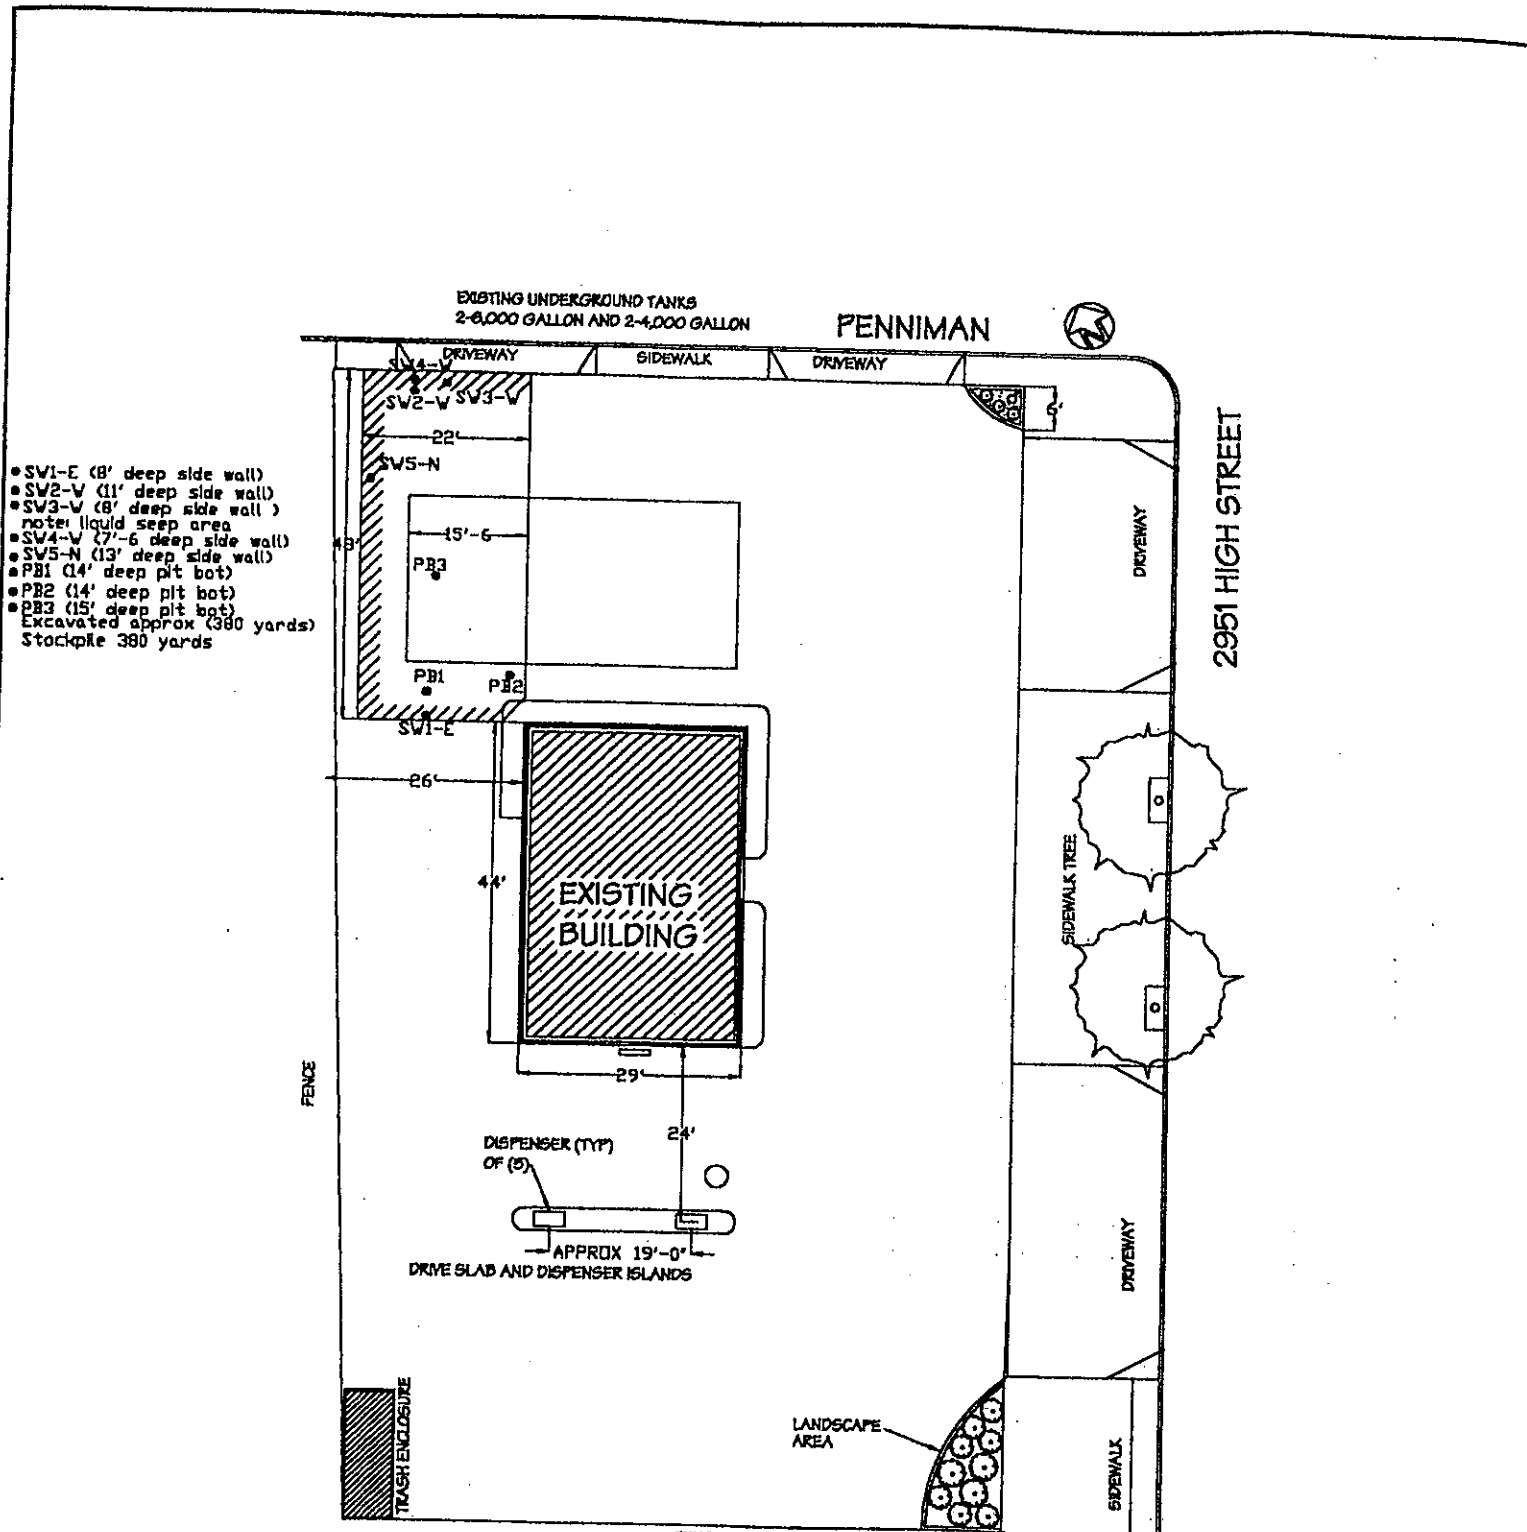 EXISTING UNDERGROUND TANKS
2-6,000 GALLON AND 2-4,000 GALLON
PENNIMAN
N
DRIVEWAY
SIDEWALK
DRIVEWAY
SW4-W
SW2-W
SW3-W
6'
22'
SW5-N
2951 HIGH STREET
• SW1-E (8' deep side wall)
• SW2-W (11' deep side wall)
• SW3-W (8' deep side wall )
note: liquid seep area
• SW4-W (7'-6 deep side wall)
• SW5-N (13' deep side wall)
• PB1 (14' deep pit bot)
• PB2 (14' deep pit bot)
• PB3 (15' deep pit bot)
Excavated approx (380 yards)
Stockpile 380 yards
15'-6
PB3
DRIVEWAY
PB1
PB2
SW1-E
26'
44'
EXISTING
BUILDING
SIDEWALK TREE
29'
FENCE
24'
DISPENSER (TYP)
OF (5)
APPROX 19'-0"
DRIVE SLAB AND DISPENSER ISLANDS
DRIVEWAY
TRASH ENCLOSURE
LANDSCAPE
AREA
SIDEWALK